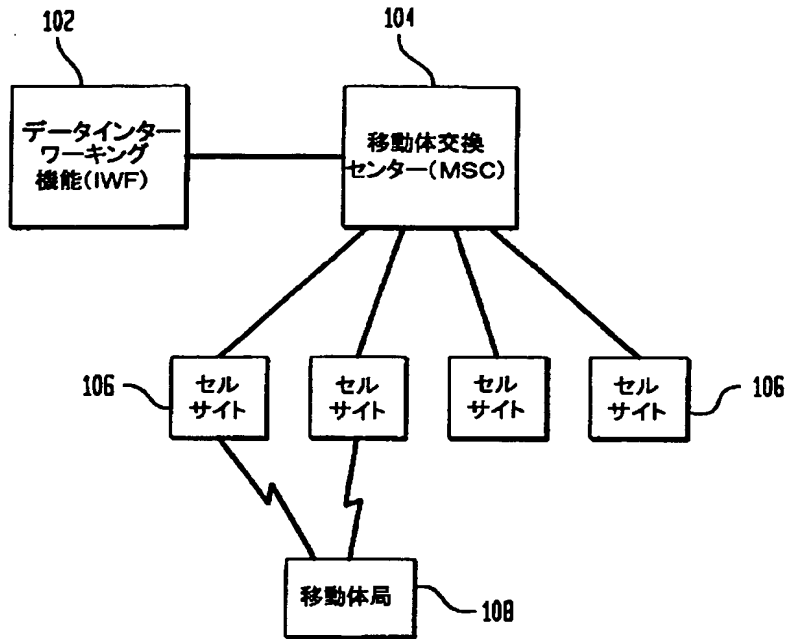 102
104
データインター
ワーキング
機能(IWF)
移動体交換
センター(MSC)
106
セル
サイト
セル
サイト
セル
サイト
セル
サイト
106
移動体局
108